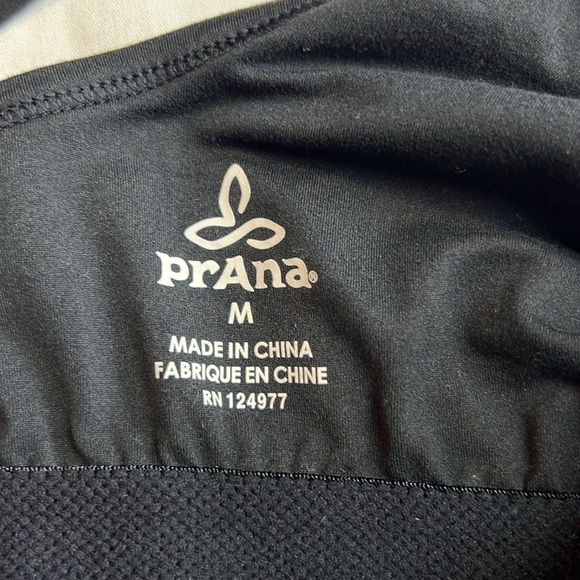 prAna®
M
MADE IN CHINA
FABRIQUE EN CHINE
RN 124977